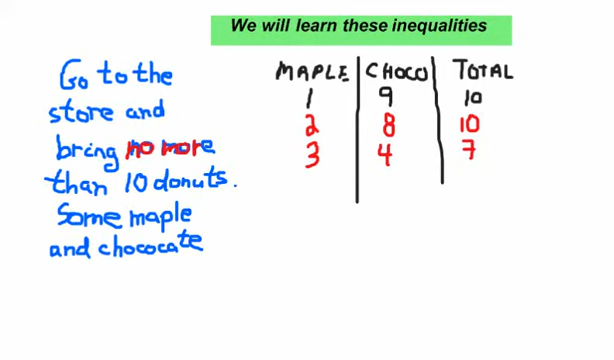 We will learn these inequalities
Go to the
store and
bring no more
than 10 donuts.
Some maple
and chococate
MAPLE CHOCO TOTAL
1 9 10
2 8 10
3 4 7